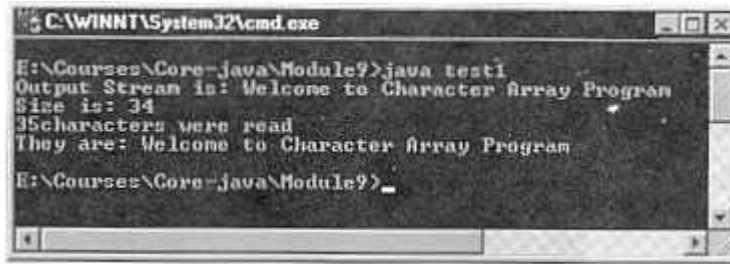 C:\WINNT\System32\cmd.exe
E:\Courses\Core-java\Module9>java test1
Output Stream is: Welcome to Character Array Program
Size is: 34
35characters were read
They are: Welcome to Character Array Program
E:\Courses\Core-java\Module9>